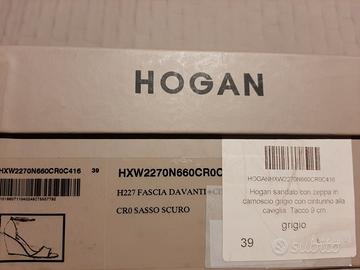 HOGAN
HXW2270N660CR0C416
39
HXW2270N660CR0C
H227 FASCIA DAVANTI
CR0 SASSO SCURO
HOGANHXW2270N660CR0C416
Hogan sandalo con zeppa in
camoscio grigio con cinturino alla
caviglia. Tacco 9 cm
grigio
39
subito